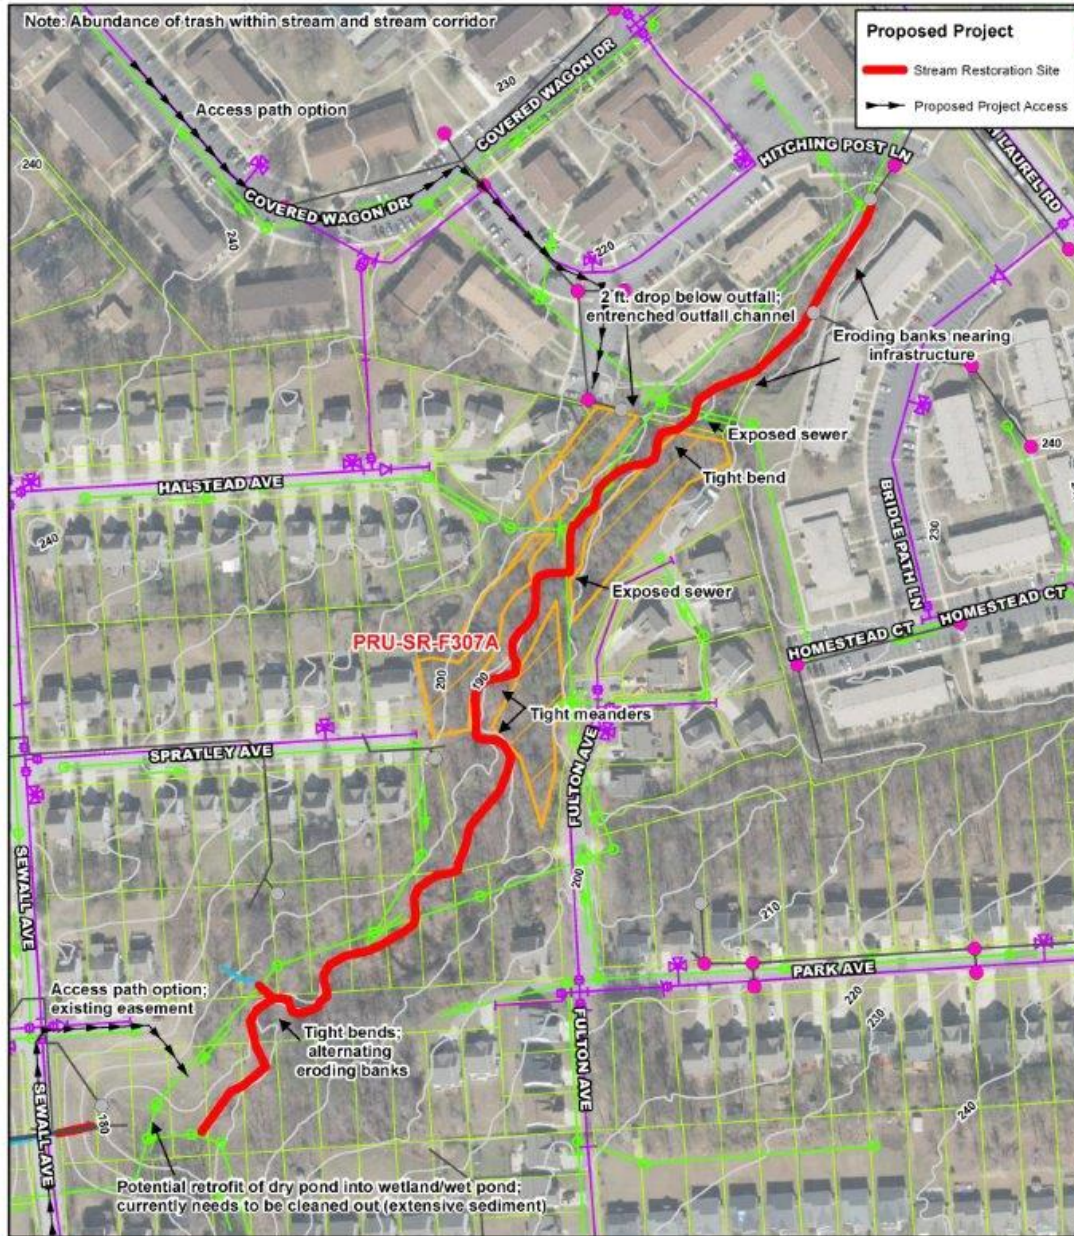 Note: Abundance of trash within stream and stream corridor
Proposed Project
Stream Restoration Site
Proposed Project Access
230
COVERED WAGON DR
Access path option
240
HITCHING POST LN
LAUREL RD
COVERED WAGON DR
240
220
2 ft. drop below outfall;
entrenched outfall channel
Eroding banks nearing
infrastructure
Exposed sewer
240
Tight bend
HALSTEAD AVE
BRIDLE PATH LN
230
240
Exposed sewer
HOMESTEAD CT
HOMESTEAD CT
PRU-SR-F307A
200
190
Tight meanders
SPRATLEY AVE
FULTON AVE
SEWALL AVE
200
210
PARK AVE
Access path option;
existing easement
220
230
Tight bends;
alternating
eroding banks
FULTON AVE
SEWALL AVE
180
240
Potential retrofit of dry pond into wetland/wet pond;
currently needs to be cleaned out (extensive sediment)